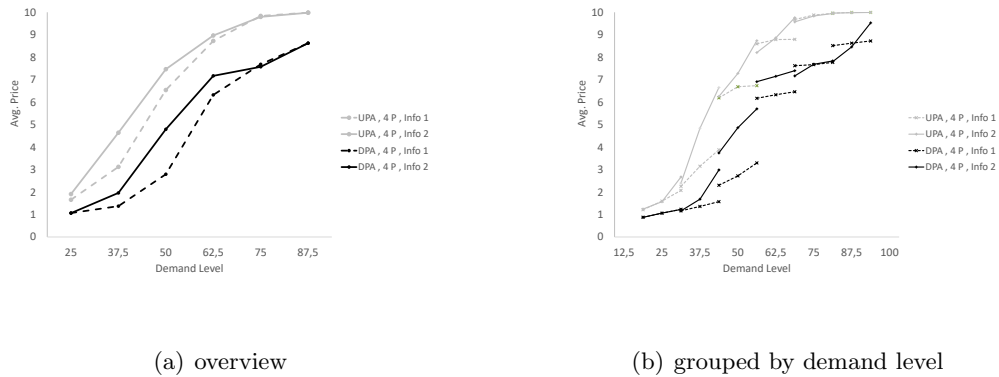 10
9
8
7
6
5
4
3
2
1
0
Avg. Price
25 37,5 50 62,5 75 87,5
Demand Level
UPA , 4 P , Info 1
UPA , 4 P , Info 2
DPA , 4 P , Info 1
DPA , 4 P , Info 2
(a) overview
10
9
8
7
6
5
4
3
2
1
0
Avg. Price
12,5 25 37,5 50 62,5 75 87,5 100
Demand Level
UPA , 4 P , Info 1
UPA , 4 P , Info 2
DPA , 4 P , Info 1
DPA , 4 P , Info 2
(b) grouped by demand level